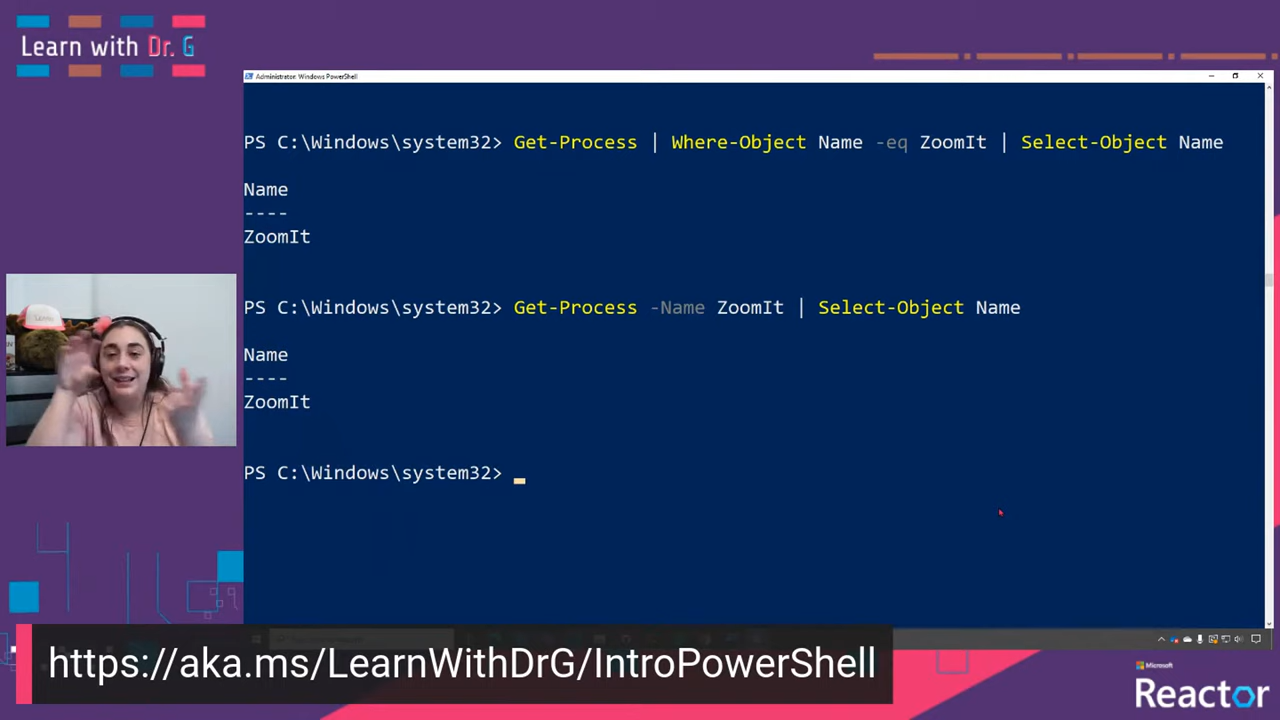 Learn with Dr. G
Administrator: Windows PowerShell
PS C:\Windows\system32> Get-Process | Where-Object Name -eq ZoomIt | Select-Object Name
Name
----
ZoomIt
PS C:\Windows\system32> Get-Process -Name ZoomIt | Select-Object Name
Name
----
ZoomIt
PS C:\Windows\system32>
https://aka.ms/LearnWithDrG/IntroPowerShell
Microsoft
Reactor